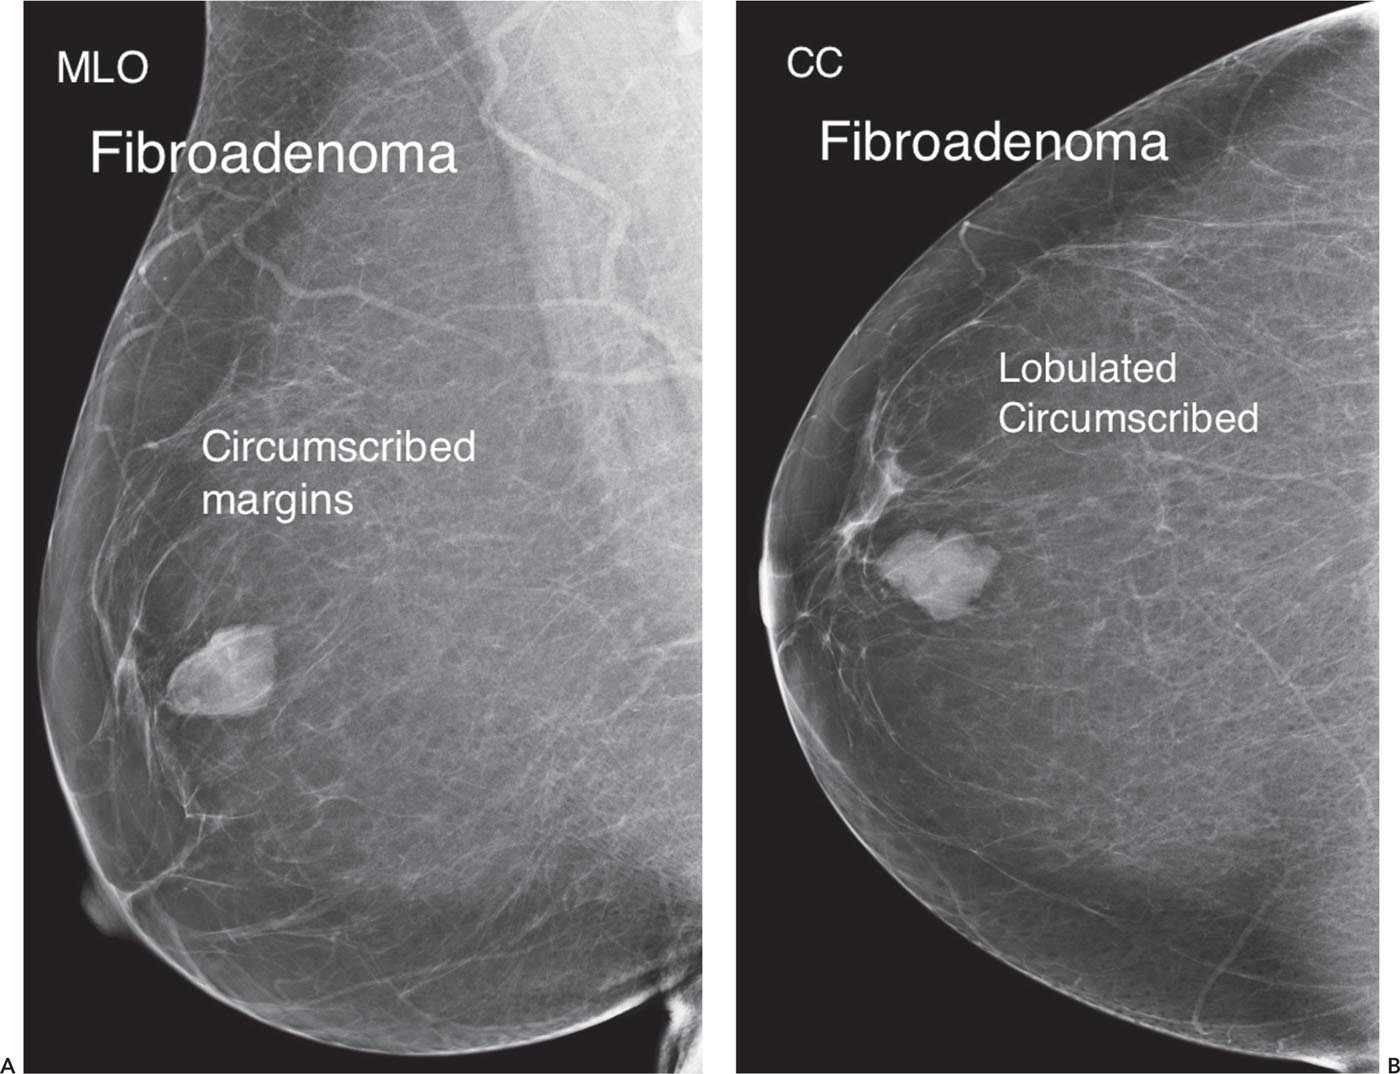 MLO
Fibroadenoma
Circumscribed
margins
A
CC
Fibroadenoma
Lobulated
Circumscribed
B